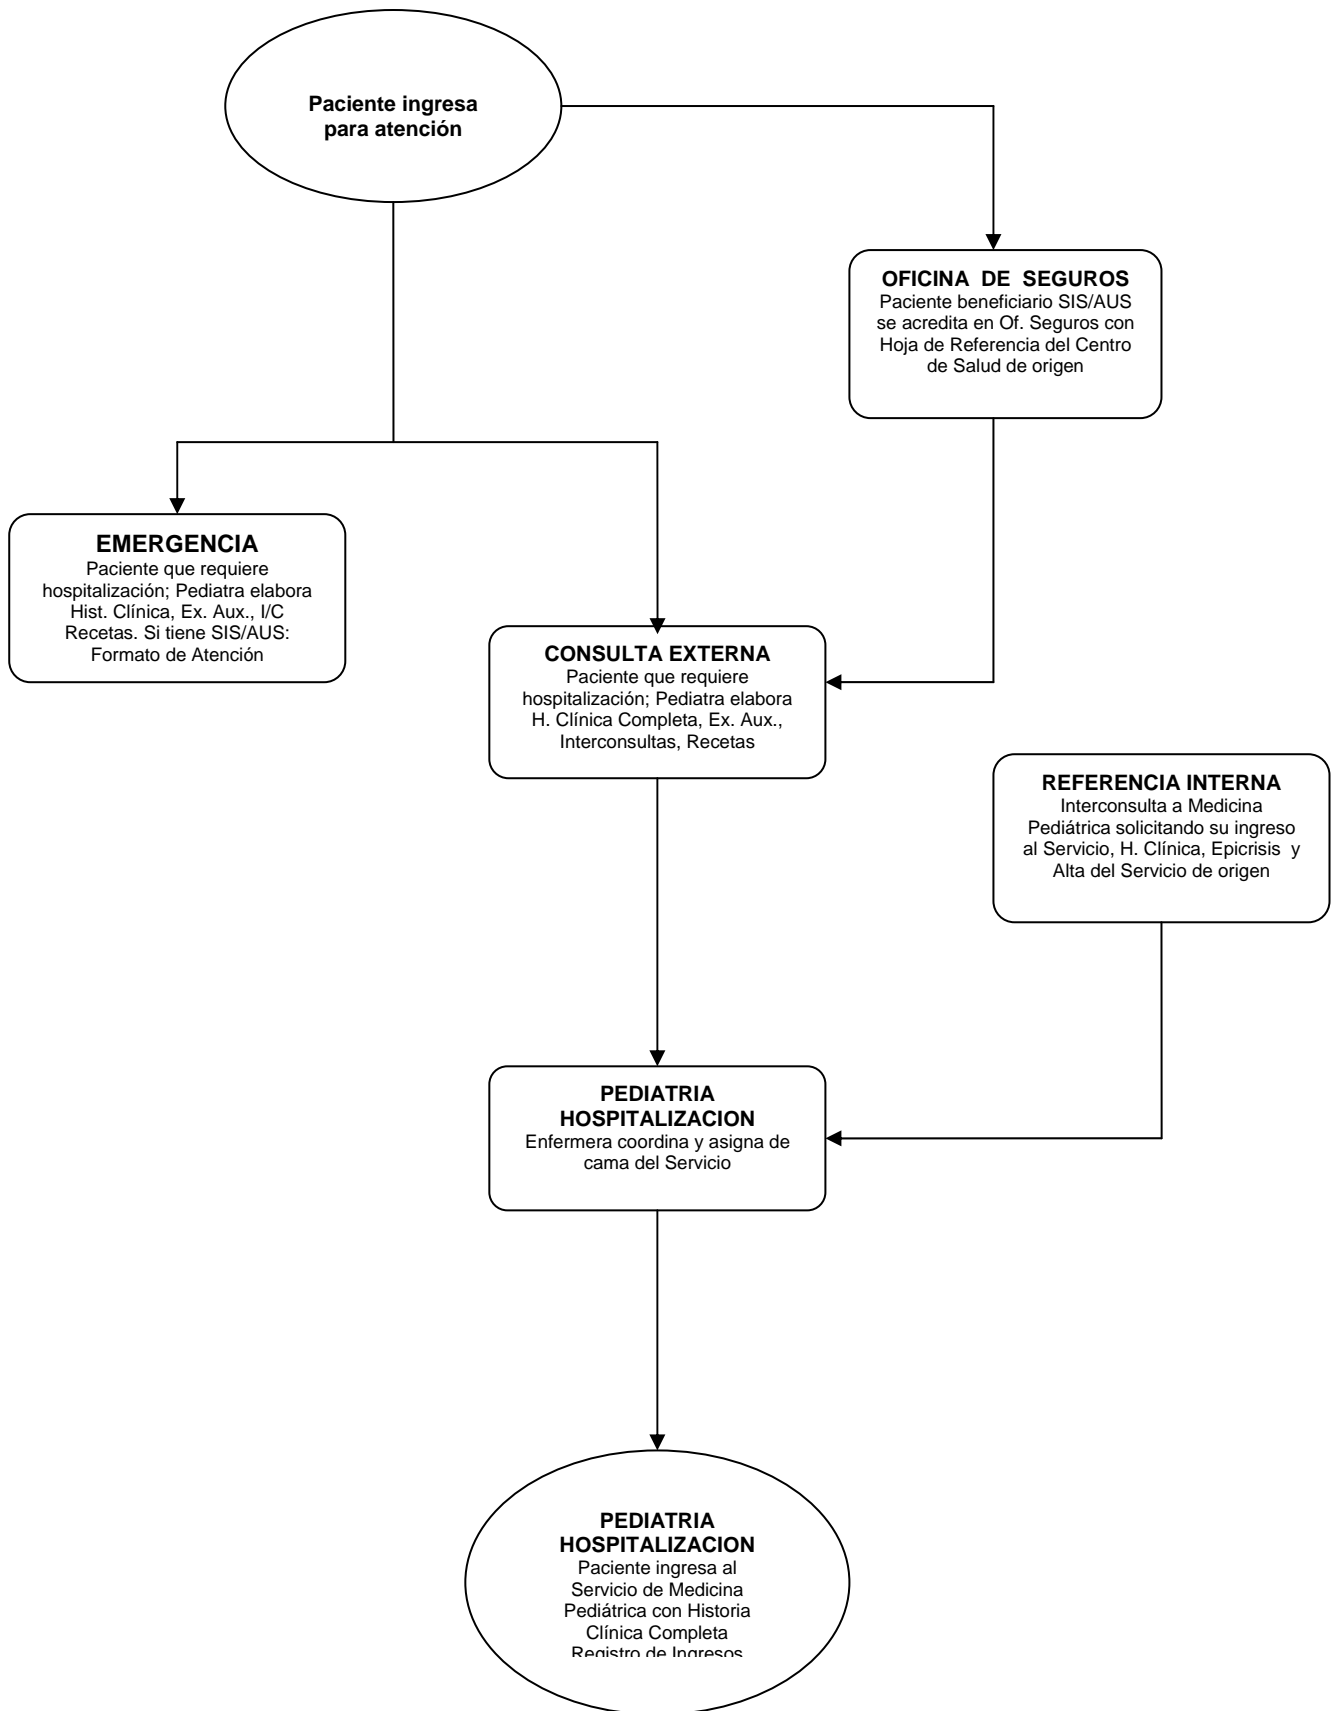 Paciente ingresa
para atención
OFICINA DE SEGUROS
Paciente beneficiario SIS/AUS
se acredita en Of. Seguros con
Hoja de Referencia del Centro
de Salud de origen
EMERGENCIA
Paciente que requiere
hospitalización; Pediatra elabora
Hist. Clínica, Ex. Aux., I/C
Recetas. Si tiene SIS/AUS:
Formato de Atención
CONSULTA EXTERNA
Paciente que requiere
hospitalización; Pediatra elabora
H. Clínica Completa, Ex. Aux.,
Interconsultas, Recetas
REFERENCIA INTERNA
Interconsulta a Medicina
Pediátrica solicitando su ingreso
al Servicio, H. Clínica, Epicrisis y
Alta del Servicio de origen
PEDIATRIA
HOSPITALIZACION
Enfermera coordina y asigna de
cama del Servicio
PEDIATRIA
HOSPITALIZACION
Paciente ingresa al
Servicio de Medicina
Pediátrica con Historia
Clínica Completa
Registro de Ingresos